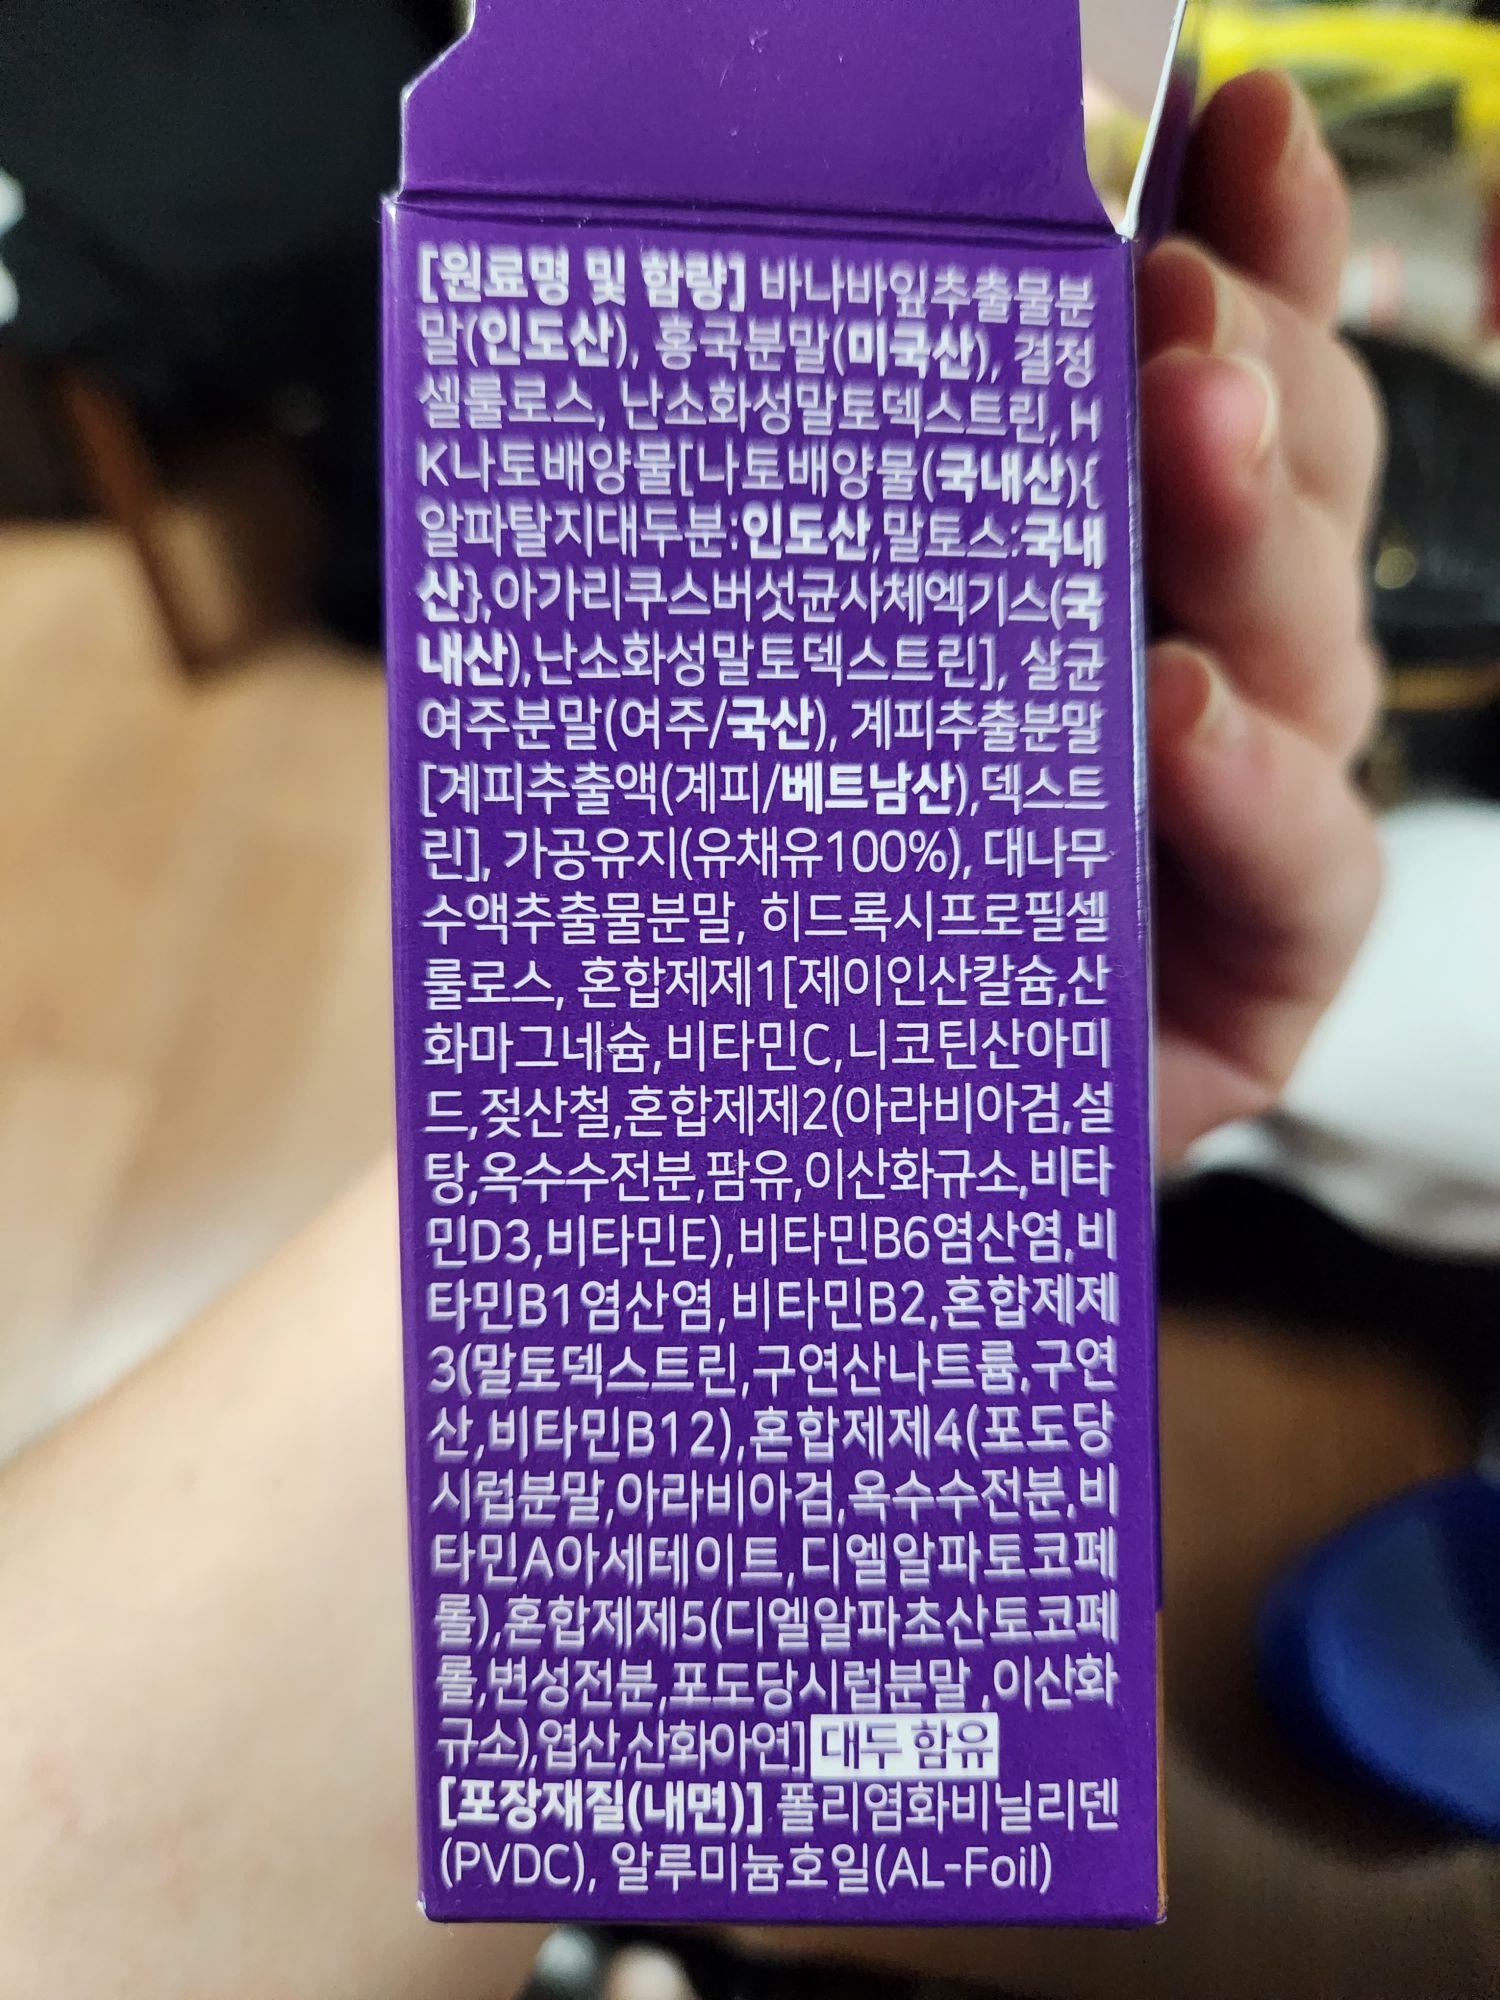 [원료명 및 함량] 바나바잎추출물분
말(인도산), 홍국분말(미국산), 결정
셀룰로스, 난소화성말토덱스트린, H
K나토배양물[나토배양물(국내산){
알파탈지대두분:인도산,말토스:국내
산},아가리쿠스버섯균사체엑기스(국
내산),난소화성말토덱스트린], 살균
여주분말(여주/국산), 계피추출분말
[계피추출액(계피/베트남산),덱스트
린], 가공유지(유채유100%), 대나무
수액추출물분말, 히드록시프로필셀
룰로스, 혼합제제1[제이인산칼슘,산
화마그네슘,비타민C,니코틴산아미
드,젖산철,혼합제제2(아라비아검,설
탕,옥수수전분,팜유,이산화규소,비타
민D3,비타민E),비타민B6염산염,비
타민B1염산염,비타민B2,혼합제제
3(말토덱스트린,구연산나트륨,구연
산,비타민B12),혼합제제4(포도당
시럽분말,아라비아검,옥수수전분,비
타민A아세테이트,디엘알파토코페
롤),혼합제제5(디엘알파초산토코페
롤,변성전분,포도당시럽분말,이산화
규소),엽산,산화아연] 대두 함유
[포장재질(내면)] 폴리염화비닐리덴
(PVDC), 알루미늄호일(AL-Foil)